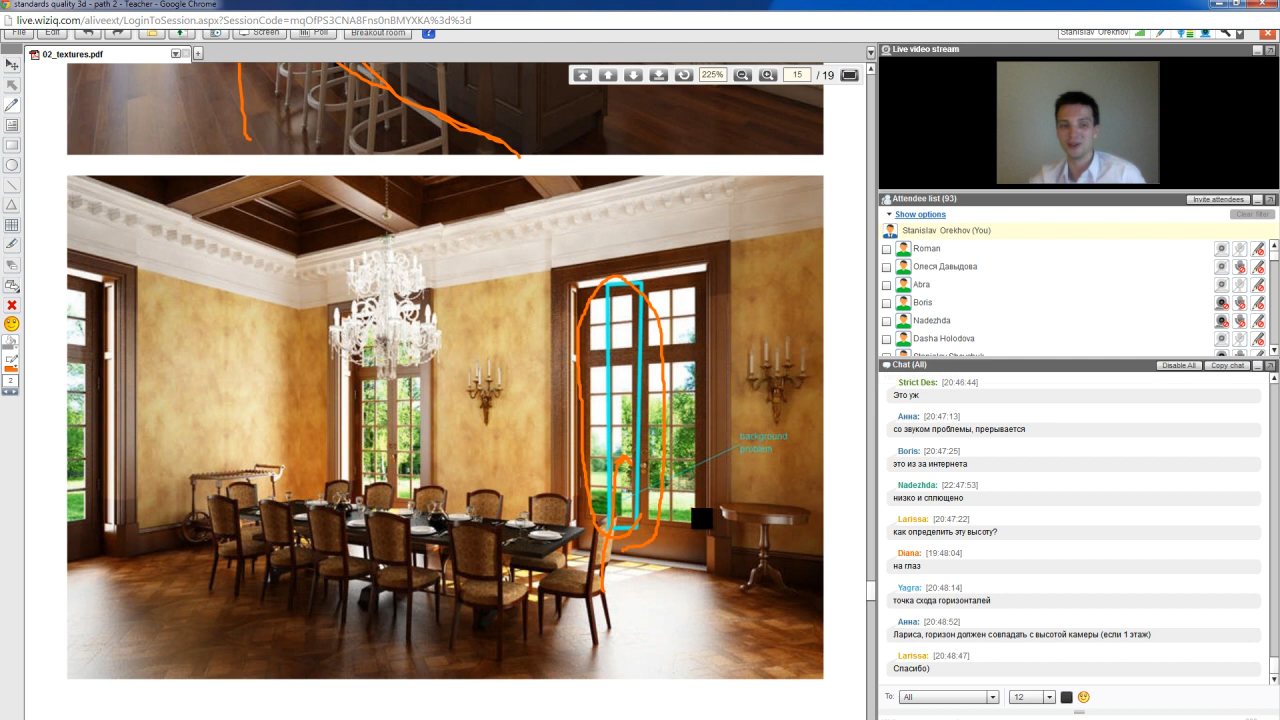 standards quality 3d - path 2 - Teacher - Google Chrome
live.wiziq.com/aliveext/LoginToSession.aspx?SessionCode=mqOfPS3CNA8Fns0nBMYXKA%3d%3d
File Edit Screen Poll Breakout room ? Stanislav Orekhov
02_textures.pdf
225% 15 / 19
background
problem
2
Live video stream
Attendee list (93)
Invite attendees
Show options
Clear filter
Stanislav Orekhov (You)
Roman
Олеся Давыдова
Abra
Boris
Nadezhda
Dasha Holodova
Chat (All)
Disable All Copy chat
Strict Des: [20:46:44]
Это уж
Анна: [20:47:13]
со звуком проблемы, прерывается
Boris: [20:47:25]
это из за интернета
Nadezhda: [22:47:53]
низко и сплющено
Larissa: [20:47:22]
как определить эту высоту?
Diana: [19:48:04]
на глаз
Yagra: [20:48:14]
точка схода горизонталей
Анна: [20:48:52]
Лариса, горизон должен совпадать с высотой камеры (если 1 этаж)
Larissa: [20:48:47]
Спасибо)
To: All 12